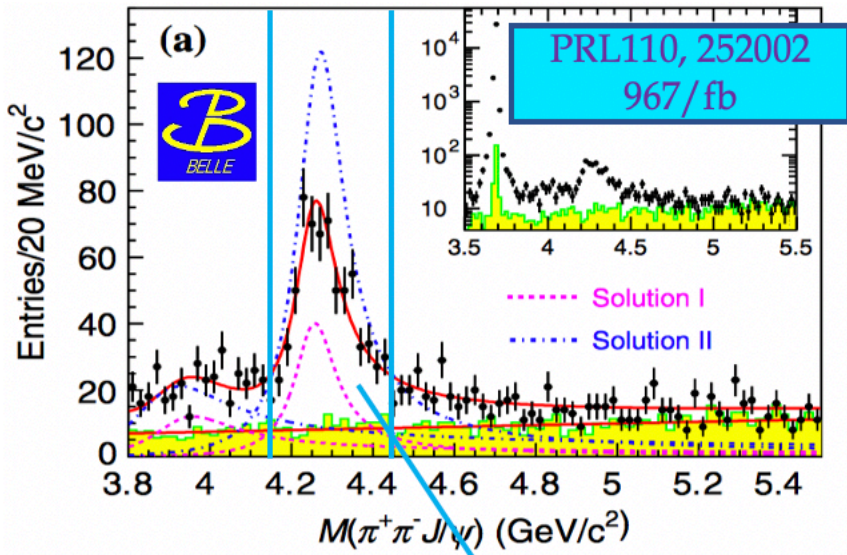 (a)
BELLE
PRL110, 252002
967/fb
Entries/20 MeV/c²
120
100
80
60
40
20
0
10⁴
10³
10²
10
3.5 4 4.5 5 5.5
Solution I
Solution II
3.8 4 4.2 4.4 4.6 4.8 5 5.2 5.4
M(π⁺π⁻J/ψ) (GeV/c²)